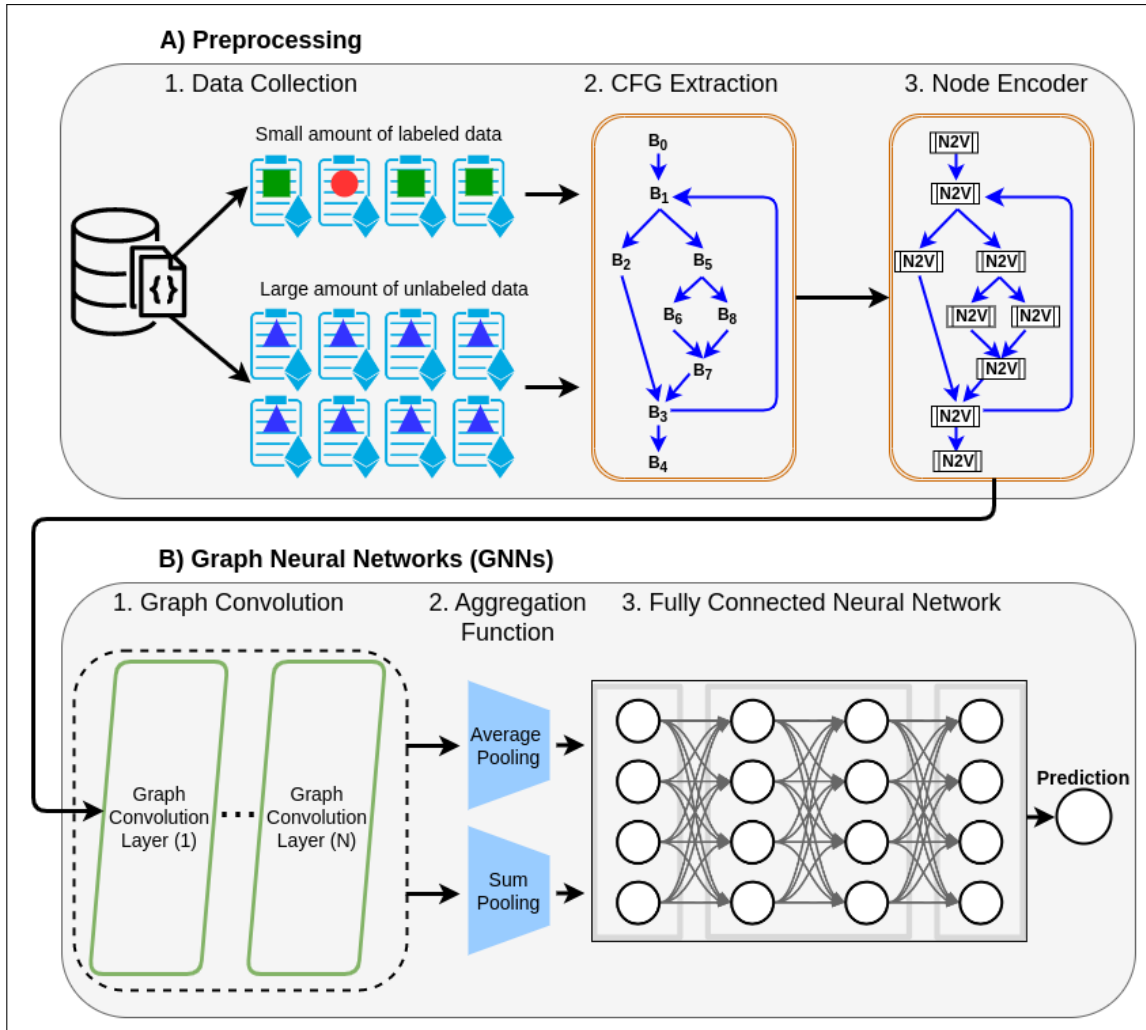 A) Preprocessing
1. Data Collection
2. CFG Extraction
3. Node Encoder
Small amount of labeled data
{}
Large amount of unlabeled data
B₀
B₁
B₂
B₅
B₆
B₈
B₇
B₃
B₄
N2V
N2V
N2V
N2V
N2V
N2V
N2V
N2V
N2V
B) Graph Neural Networks (GNNs)
1. Graph Convolution
2. Aggregation
Function
3. Fully Connected Neural Network
Graph
Convolution
Layer (1)
...
Graph
Convolution
Layer (N)
Average
Pooling
Sum
Pooling
Prediction